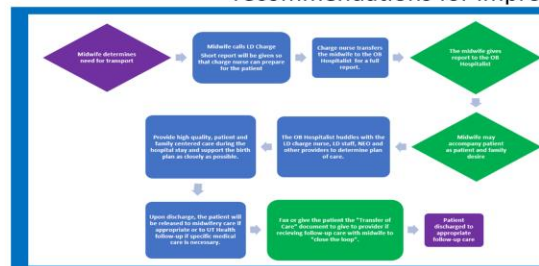 recommendations for impro
Midwife determines
need for transport
Midwife calls LD Charge
Short report will be given so
that charge nurse can prepare
for the patient
Charge nurse transfers
the midwife to the OB
Hospitalist for a full
report.
The midwife gives
report to the OB
Hospitalist
Midwife may
accompany patient
as patient and family
desire
The OB Hospitalist huddles with the
LD charge nurse, LD staff, NEO and
other providers to determine plan
of care.
Provide high-quality, patient and
family centered care during the
hospital stay and support the birth
plan as closely as possible.
Upon discharge, the patient will
be released to midwifery care if
appropriate or to UT Health
follow-up if specific medical
care is necessary.
Fax or give the patient the "Transfer of
Care" document to give to provider if
recieving follow-up care with midwife to
"close the loop".
Patient
discharged to
appropriate
follow-up care